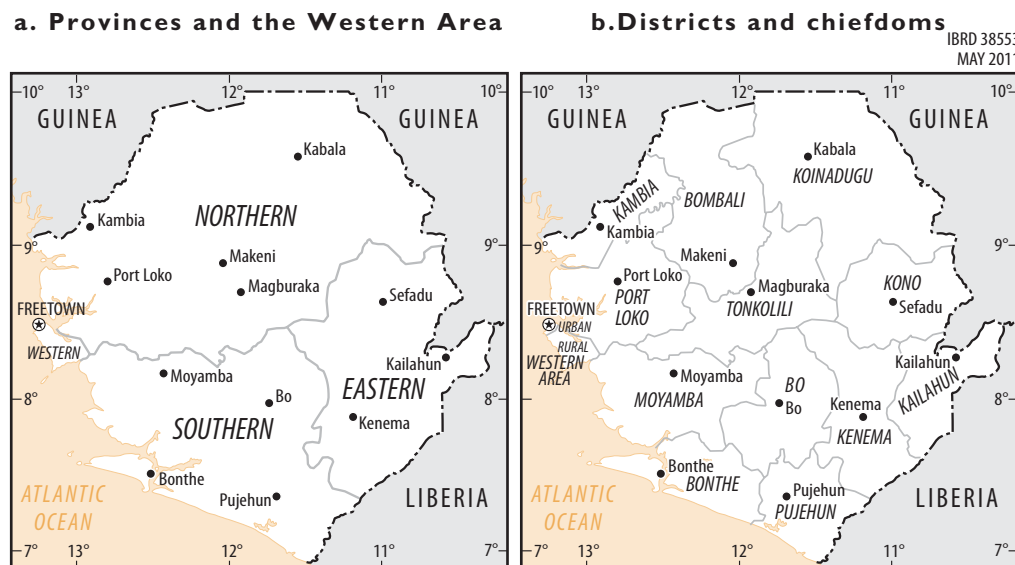 a. Provinces and the Western Area
b.Districts and chiefdoms
IBRD 38553
MAY 2011
10° 13° 12° 11° 10°
GUINEA
GUINEA
Kabala
Kambia
NORTHERN
9°
9°
Makeni
Port Loko
Magburaka
Sefadu
FREETOWN
WESTERN
Kailahun
Moyamba
EASTERN
8°
8°
Bo
SOUTHERN
Kenema
Bonthe
Pujehun
ATLANTIC
OCEAN
LIBERIA
7° 13° 12° 11° 7°
10° 13° 12° 11° 10°
GUINEA
GUINEA
Kabala
KOINADUGU
KAMBIA
BOMBALI
Kambia
9°
9°
Makeni
Port Loko
PORT
LOKO
Magburaka
TONKOLILI
KONO
Sefadu
FREETOWN
URBAN
RURAL
WESTERN
AREA
Kailahun
KAILAHUN
Moyamba
MOYAMBA
8°
8°
BO
Bo
Kenema
KENEMA
Bonthe
BONTHE
Pujehun
PUJEHUN
ATLANTIC
OCEAN
LIBERIA
7° 13° 12° 11° 7°